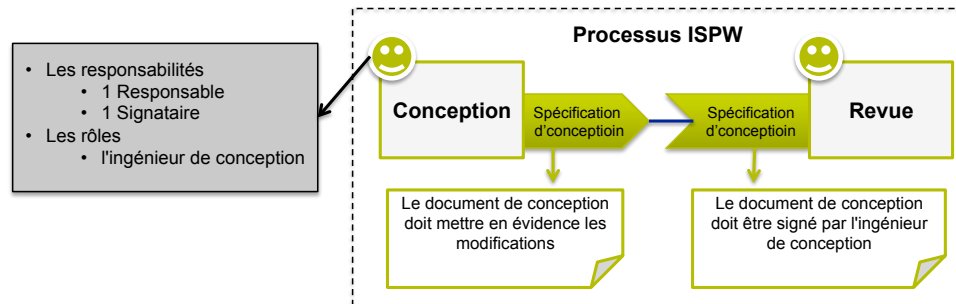 Processus ISPW
• Les responsabilités
• 1 Responsable
• 1 Signataire
• Les rôles
• l'ingénieur de conception
Conception
Spécification
d'conceptioin
Spécification
d'conceptioin
Revue
Le document de conception
doit mettre en évidence les
modifications
Le document de conception
doit être signé par l'ingénieur
de conception